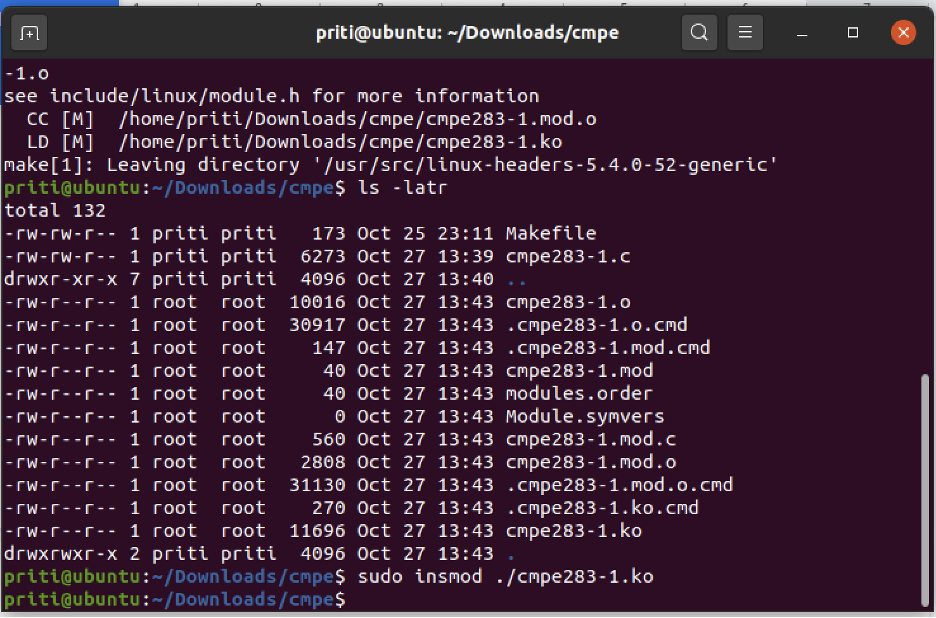 priti@ubuntu: ~/Downloads/cmpe
-1.o
see include/linux/module.h for more information
  CC [M]  /home/priti/Downloads/cmpe/cmpe283-1.mod.o
  LD [M]  /home/priti/Downloads/cmpe/cmpe283-1.ko
make[1]: Leaving directory '/usr/src/linux-headers-5.4.0-52-generic'
priti@ubuntu:~/Downloads/cmpe$ ls -latr
total 132
-rw-rw-r-- 1 priti priti   173 Oct 25 23:11 Makefile
-rw-rw-r-- 1 priti priti  6273 Oct 27 13:39 cmpe283-1.c
drwxr-xr-x 7 priti priti  4096 Oct 27 13:40 ..
-rw-r--r-- 1 root  root  10016 Oct 27 13:43 cmpe283-1.o
-rw-r--r-- 1 root  root  30917 Oct 27 13:43 .cmpe283-1.o.cmd
-rw-r--r-- 1 root  root    147 Oct 27 13:43 .cmpe283-1.mod.cmd
-rw-r--r-- 1 root  root     40 Oct 27 13:43 cmpe283-1.mod
-rw-r--r-- 1 root  root     40 Oct 27 13:43 modules.order
-rw-r--r-- 1 root  root      0 Oct 27 13:43 Module.symvers
-rw-r--r-- 1 root  root    560 Oct 27 13:43 cmpe283-1.mod.c
-rw-r--r-- 1 root  root   2808 Oct 27 13:43 cmpe283-1.mod.o
-rw-r--r-- 1 root  root  31130 Oct 27 13:43 .cmpe283-1.mod.o.cmd
-rw-r--r-- 1 root  root    270 Oct 27 13:43 .cmpe283-1.ko.cmd
-rw-r--r-- 1 root  root  11696 Oct 27 13:43 cmpe283-1.ko
drwxrwxr-x 2 priti priti  4096 Oct 27 13:43 .
priti@ubuntu:~/Downloads/cmpe$ sudo insmod ./cmpe283-1.ko
priti@ubuntu:~/Downloads/cmpe$